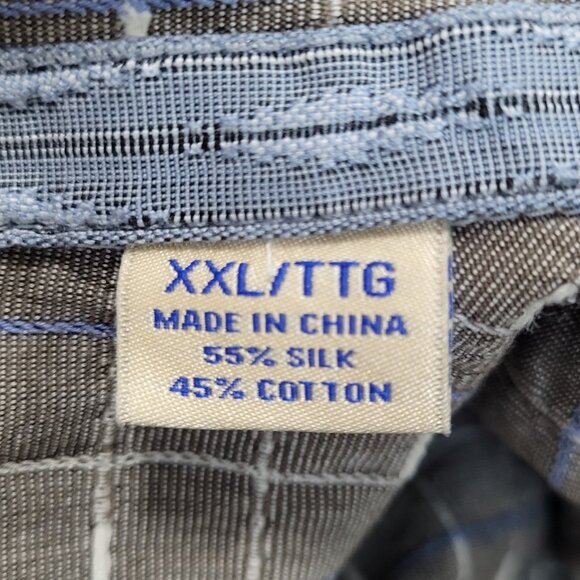 XXL/TTG
MADE IN CHINA
55% SILK
45% COTTON